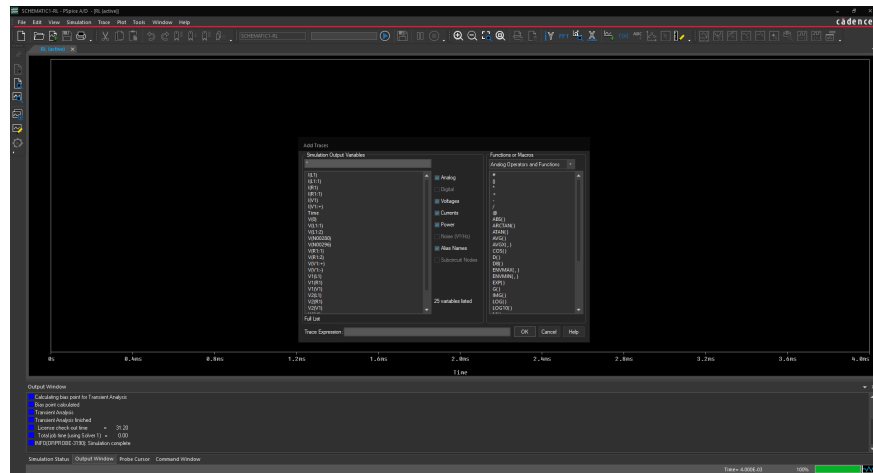 SCHEMATIC1-RL - PSpice A/D - [RL (active)]
File Edit View Simulation Trace Plot Tools Window Help
cādence
SCHEMATIC1-RL
RL (active)
Add Traces
Simulation Output Variables
*
I(L1)
I(L1:1)
I(R1)
I(R1:1)
I(V1)
I(V1:+)
Time
V(0)
V(L1:1)
V(L1:2)
V(N00280)
V(N00296)
V(R1:1)
V(R1:2)
V(V1:+)
V(V1:-)
V1(L1)
V1(R1)
V1(V1)
V2(L1)
V2(R1)
V2(V1)
Full List
Analog
Digital
Voltages
Currents
Power
Noise (V²/Hz)
Alias Names
Subcircuit Nodes
25 variables listed
Functions or Macros
Analog Operators and Functions
#
()
*
+
-
/
@
ABS()
ARCTAN()
ATAN()
AVG()
AVGX(,)
COS()
D()
DB()
ENVMAX(,)
ENVMIN(,)
EXP()
G()
IMG()
LOG()
LOG10()
Trace Expression:
OK Cancel Help
0s 0.4ms 0.8ms 1.2ms 1.6ms 2.0ms 2.4ms 2.8ms 3.2ms 3.6ms 4.0ms
Time
Output Window
Calculating bias point for Transient Analysis
Bias point calculated
Transient Analysis
Transient Analysis finished
License check-out time = 31.20
Total job time (using Solver 1) = 0.00
INFO(ORPROBE-3190): Simulation complete
Simulation Status Output Window Probe Cursor Command Window
Time= 4.000E-03 100%